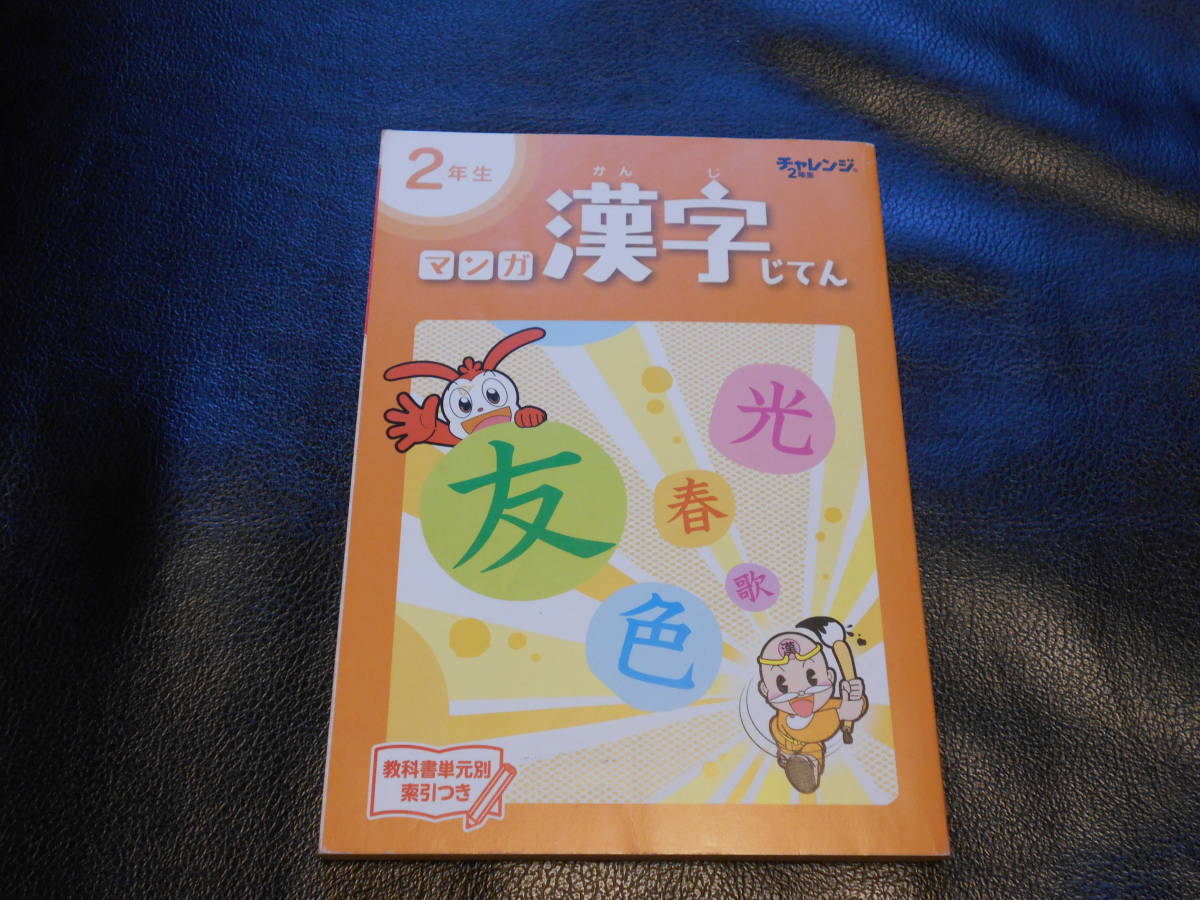 2年生
チャレンジ®
2年生
かんじ
マンガ漢字じてん
光
友
春
歌
色
漢
教科書単元別
索引つき